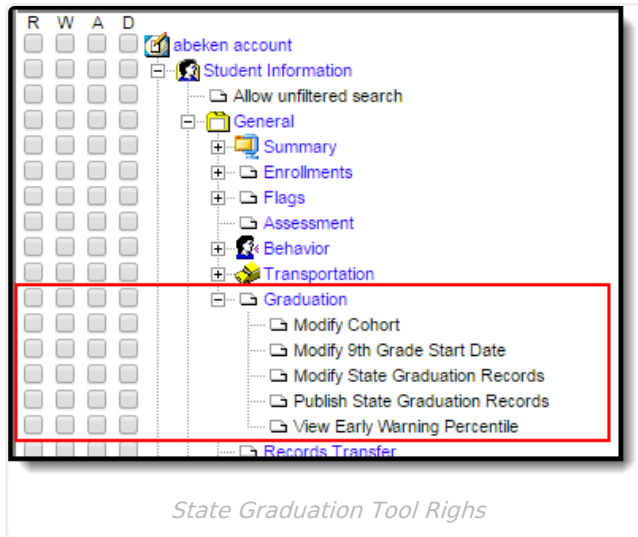 R W A D
abeken account
Student Information
Allow unfiltered search
General
Summary
Enrollments
Flags
Assessment
Behavior
Transportation
Graduation
Modify Cohort
Modify 9th Grade Start Date
Modify State Graduation Records
Publish State Graduation Records
View Early Warning Percentile
Records Transfer
State Graduation Tool Righs